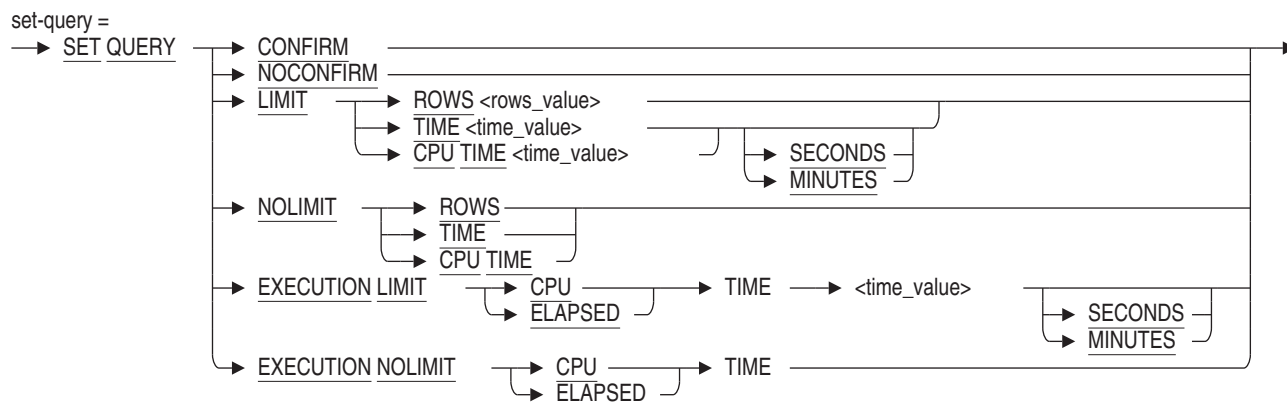 set-query =
SET QUERY CONFIRM
NOCONFIRM
LIMIT ROWS <rows_value>
TIME <time_value>
CPU TIME <time_value> SECONDS
MINUTES
NOLIMIT ROWS
TIME
CPU TIME
EXECUTION LIMIT CPU TIME <time_value>
ELAPSED SECONDS
MINUTES
EXECUTION NOLIMIT CPU TIME
ELAPSED